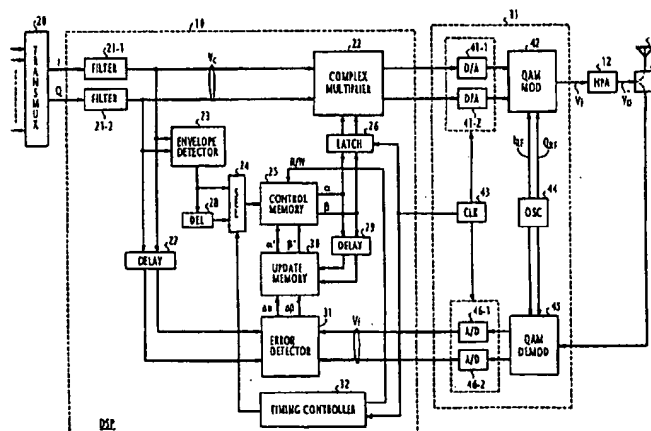 20
TRANSMUX
I
Q
21-1
FILTER
FILTER
21-2
10
Vc
22
COMPLEX
MULTIPLIER
23
ENVELOPE
DETECTOR
24
SEL
28
DEL
27
DELAY
R/W
25
CONTROL
MEMORY
α
β
26
LATCH
29
DELAY
α'
β'
30
UPDATE
MEMORY
Δα
Δβ
31
ERROR
DETECTOR
Vf
32
TIMING CONTROLLER
DSP
11
41-1
D/A
D/A
41-2
42
QAM
MOD
IRF
QRF
43
CLK
44
OSC
46-1
A/D
A/D
46-2
45
QAM
DEMOD
12
HPA
VD